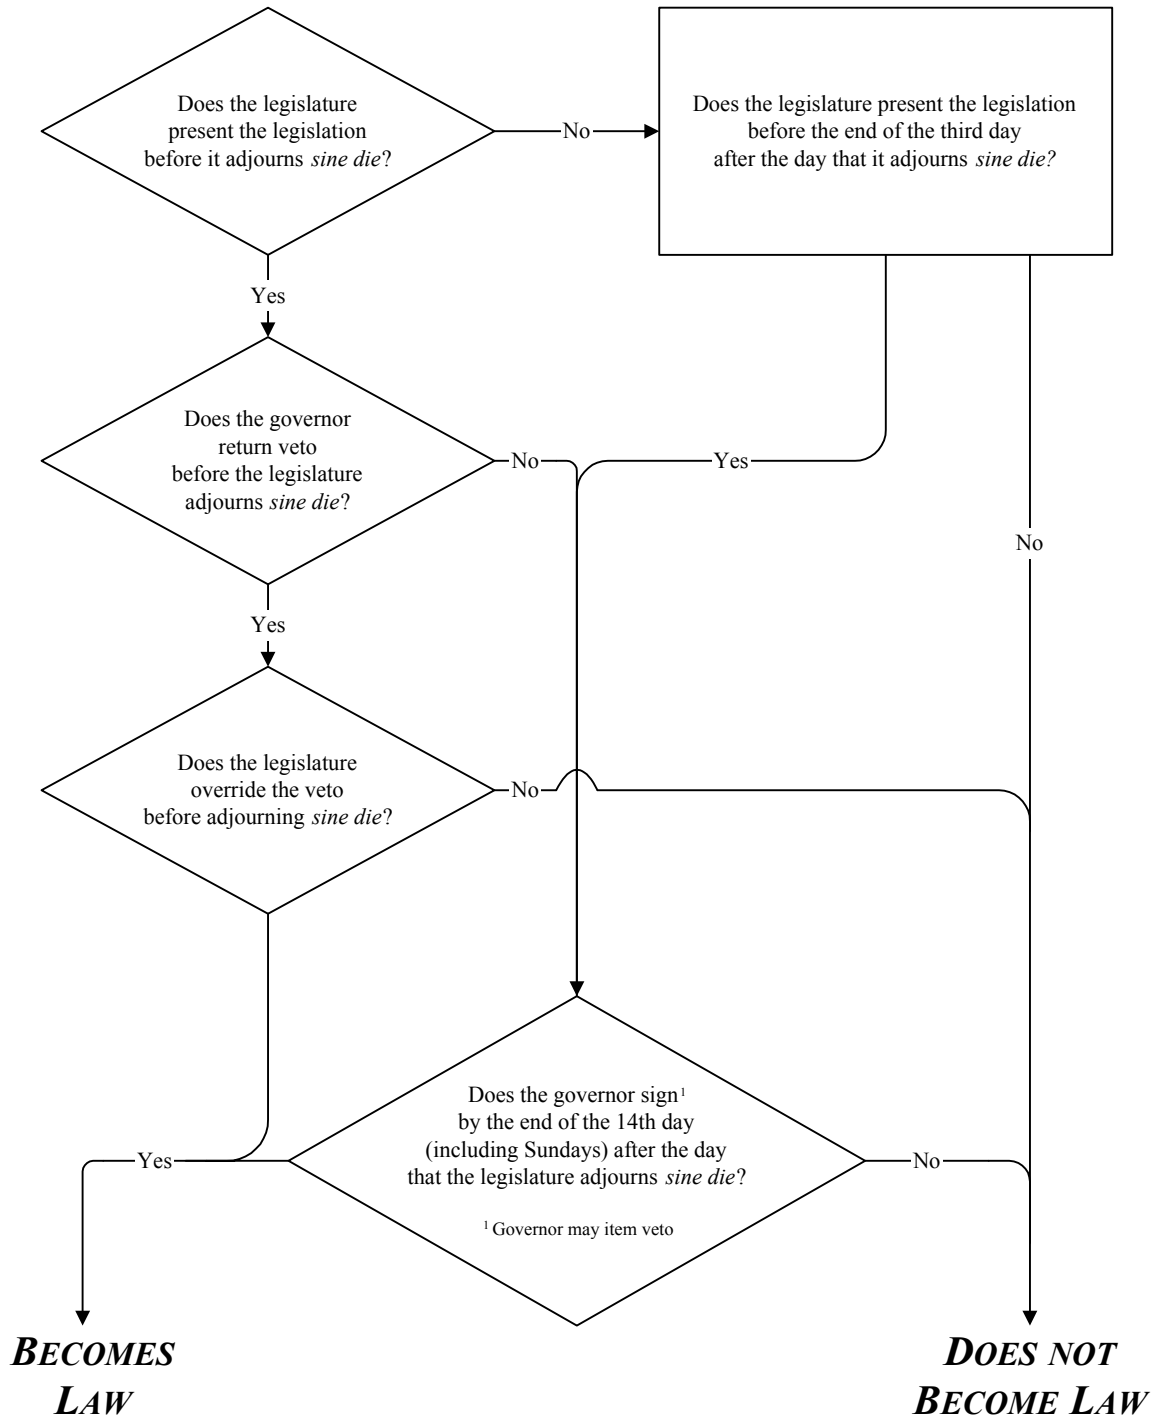 Does the legislature
present the legislation
before it adjourns sine die?
No
Does the legislature present the legislation
before the end of the third day
after the day that it adjourns sine die?
Yes
Does the governor
return veto
before the legislature
adjourns sine die?
No
Yes
No
Yes
Does the legislature
override the veto
before adjourning sine die?
No
Does the governor sign¹
by the end of the 14th day
(including Sundays) after the day
that the legislature adjourns sine die?
¹ Governor may item veto
Yes
No
BECOMES
LAW
DOES NOT
BECOME LAW